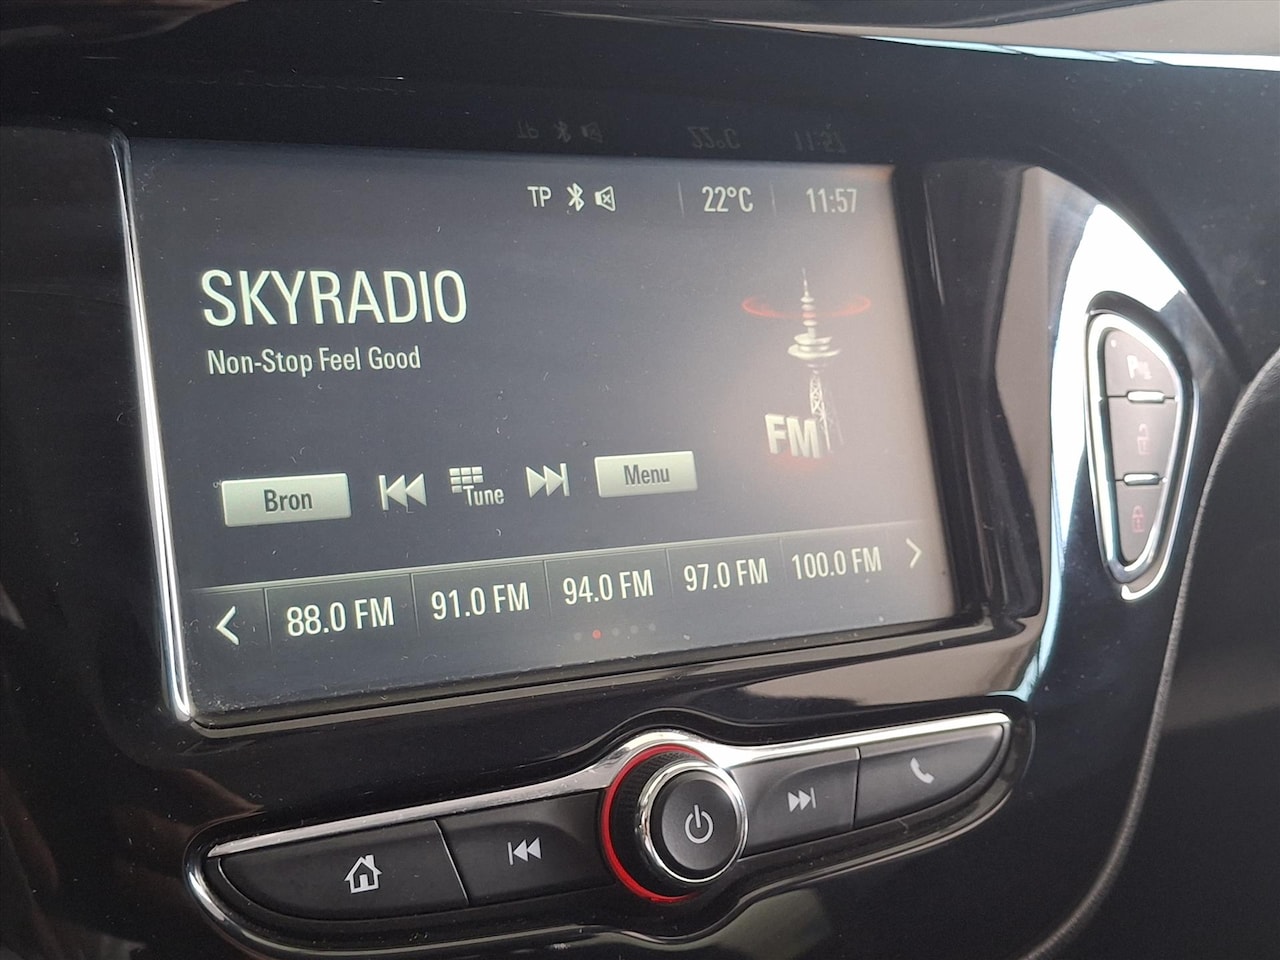 TP 22°C 11:57
SKYRADIO
Non-Stop Feel Good
FM
Bron Tune Menu
88.0 FM 91.0 FM 94.0 FM 97.0 FM 100.0 FM